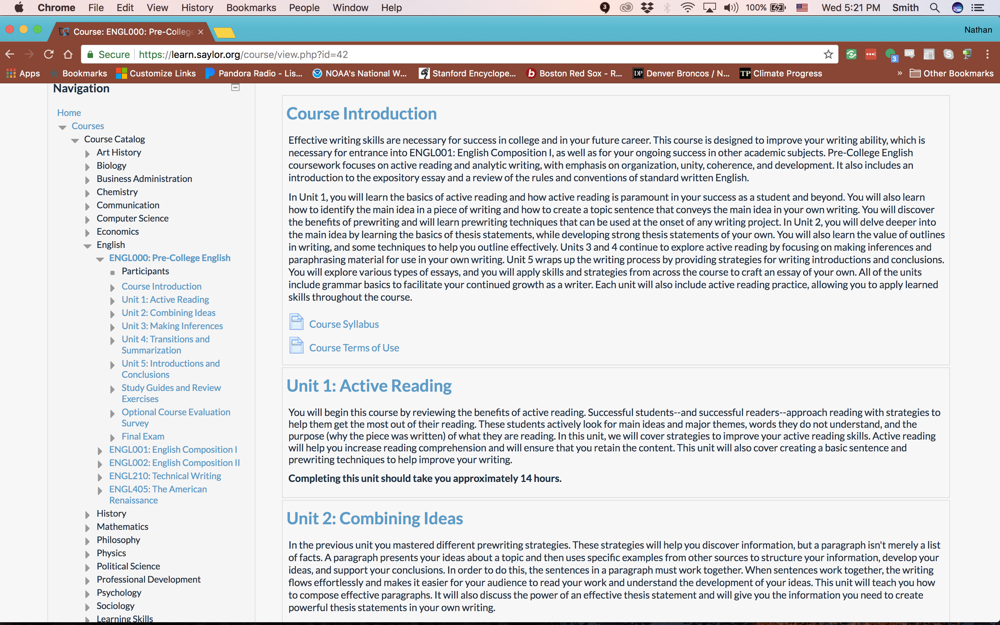 Chrome File Edit View History Bookmarks People Window Help 3 100% Wed 5:21 PM Smith
Course: ENGL000: Pre-College Nathan
Secure https://learn.saylor.org/course/view.php?id=42 CSS 3
Apps Bookmarks Customize Links Pandora Radio - Lis... NOAA's National W... Stanford Encyclope... b Boston Red Sox - R... DP Denver Broncos / N... TP Climate Progress » Other Bookmarks
Navigation
Home
Courses
Course Catalog
Art History
Biology
Business Administration
Chemistry
Communication
Computer Science
Economics
English
ENGL000: Pre-College English
Participants
Course Introduction
Unit 1: Active Reading
Unit 2: Combining Ideas
Unit 3: Making Inferences
Unit 4: Transitions and
Summarization
Unit 5: Introductions and
Conclusions
Study Guides and Review
Exercises
Optional Course Evaluation
Survey
Final Exam
ENGL001: English Composition I
ENGL002: English Composition II
ENGL210: Technical Writing
ENGL405: The American
Renaissance
History
Mathematics
Philosophy
Physics
Political Science
Professional Development
Psychology
Sociology
Learning Skills
Course Introduction
Effective writing skills are necessary for success in college and in your future career. This course is designed to improve your writing ability, which is
necessary for entrance into ENGL001: English Composition I, as well as for your ongoing success in other academic subjects. Pre-College English
coursework focuses on active reading and analytic writing, with emphasis on organization, unity, coherence, and development. It also includes an
introduction to the expository essay and a review of the rules and conventions of standard written English.
In Unit 1, you will learn the basics of active reading and how active reading is paramount in your success as a student and beyond. You will also learn
how to identify the main idea in a piece of writing and how to create a topic sentence that conveys the main idea in your own writing. You will discover
the benefits of prewriting and will learn prewriting techniques that can be used at the onset of any writing project. In Unit 2, you will delve deeper into
the main idea by learning the basics of thesis statements, while developing strong thesis statements of your own. You will also learn the value of outlines
in writing, and some techniques to help you outline effectively. Units 3 and 4 continue to explore active reading by focusing on making inferences and
paraphrasing material for use in your own writing. Unit 5 wraps up the writing process by providing strategies for writing introductions and conclusions.
You will explore various types of essays, and you will apply skills and strategies from across the course to craft an essay of your own. All of the units
include grammar basics to facilitate your continued growth as a writer. Each unit will also include active reading practice, allowing you to apply learned
skills throughout the course.
Course Syllabus
Course Terms of Use
Unit 1: Active Reading
You will begin this course by reviewing the benefits of active reading. Successful students--and successful readers--approach reading with strategies to
help them get the most out of their reading. These students actively look for main ideas and major themes, words they do not understand, and the
purpose (why the piece was written) of what they are reading. In this unit, we will cover strategies to improve your active reading skills. Active reading
will help you increase reading comprehension and will ensure that you retain the content. This unit will also cover creating a basic sentence and
prewriting techniques to help improve your writing.
Completing this unit should take you approximately 14 hours.
Unit 2: Combining Ideas
In the previous unit you mastered different prewriting strategies. These strategies will help you discover information, but a paragraph isn't merely a list
of facts. A paragraph presents your ideas about a topic and then uses specific examples from other sources to structure your information, develop your
ideas, and support your conclusions. In order to do this, the sentences in a paragraph must work together. When sentences work together, the writing
flows effortlessly and makes it easier for your audience to read your work and understand the development of your ideas. This unit will teach you how
to compose effective paragraphs. It will also discuss the power of an effective thesis statement and will give you the information you need to create
powerful thesis statements in your own writing.